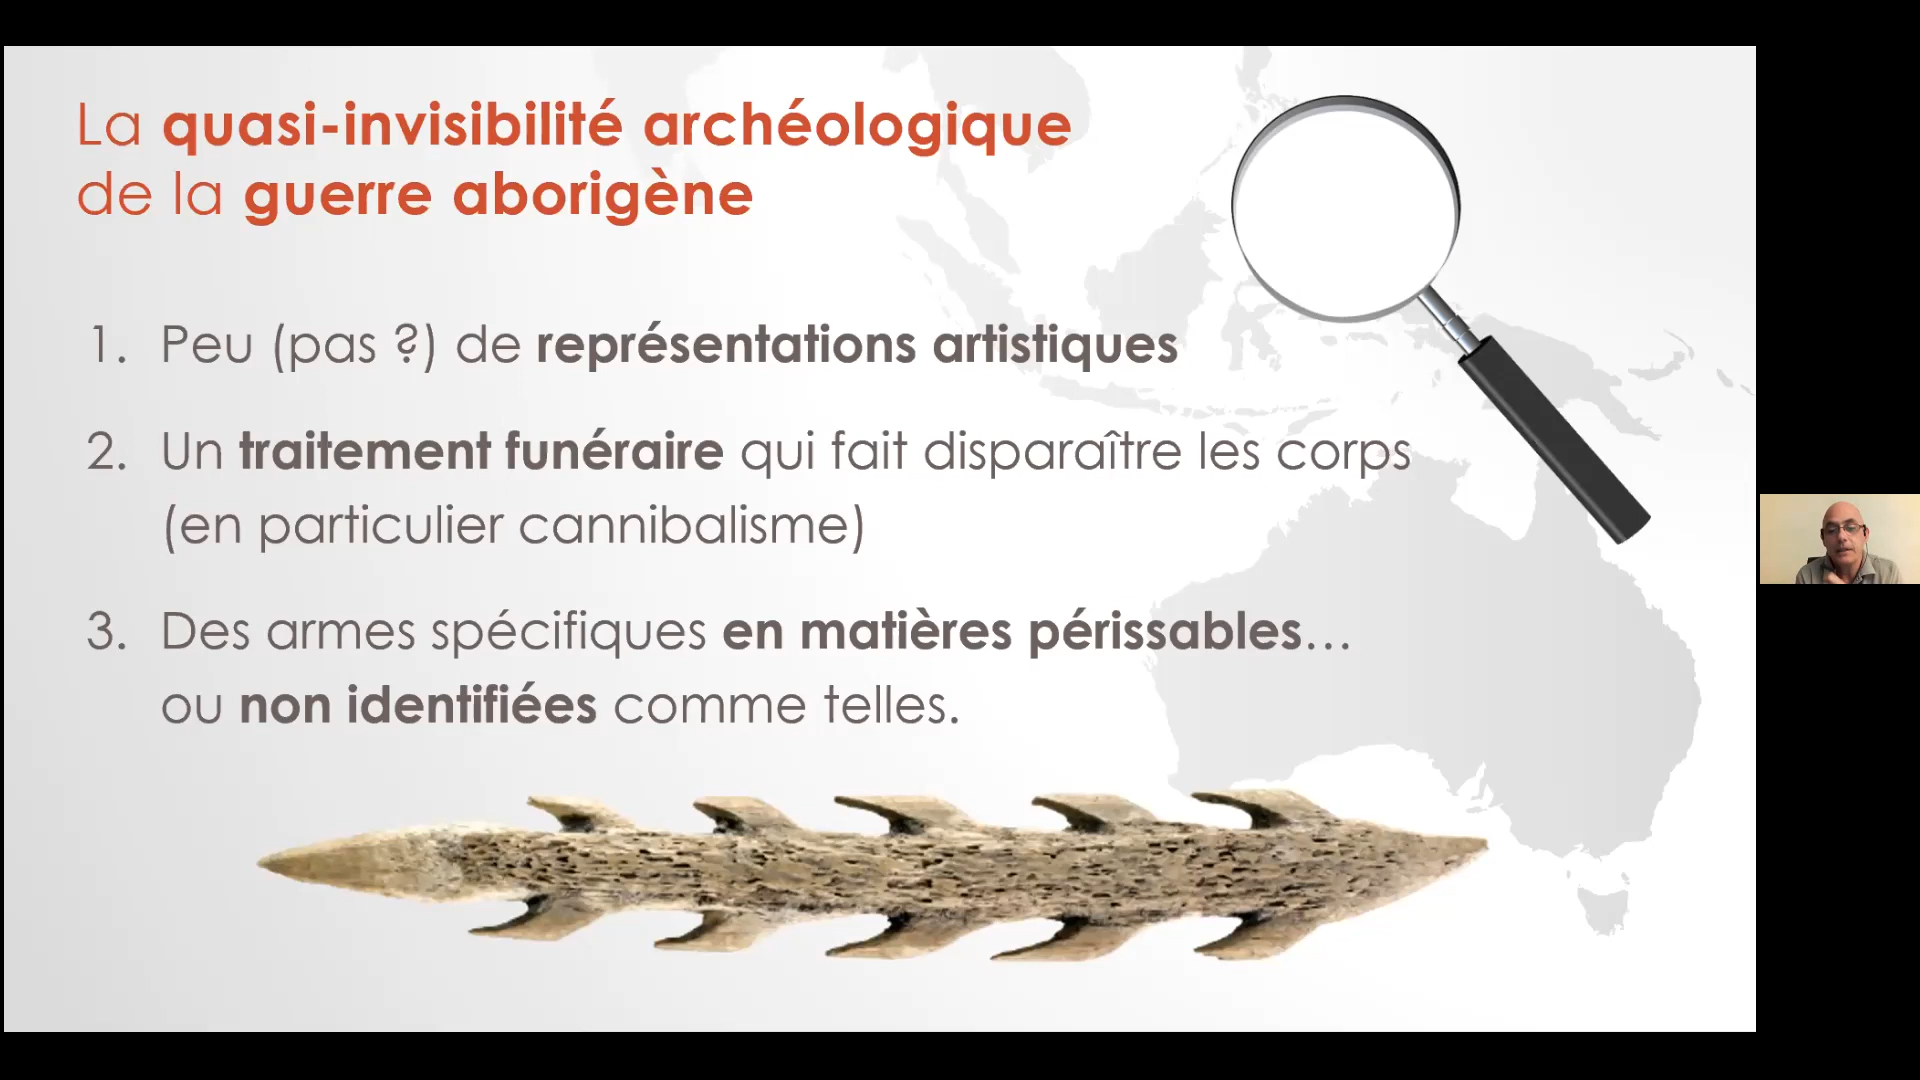 La quasi-invisibilité archéologique
de la guerre aborigène
1. Peu (pas ?) de représentations artistiques
2. Un traitement funéraire qui fait disparaître les corps
(en particulier cannibalisme)
3. Des armes spécifiques en matières périssables…
ou non identifiées comme telles.